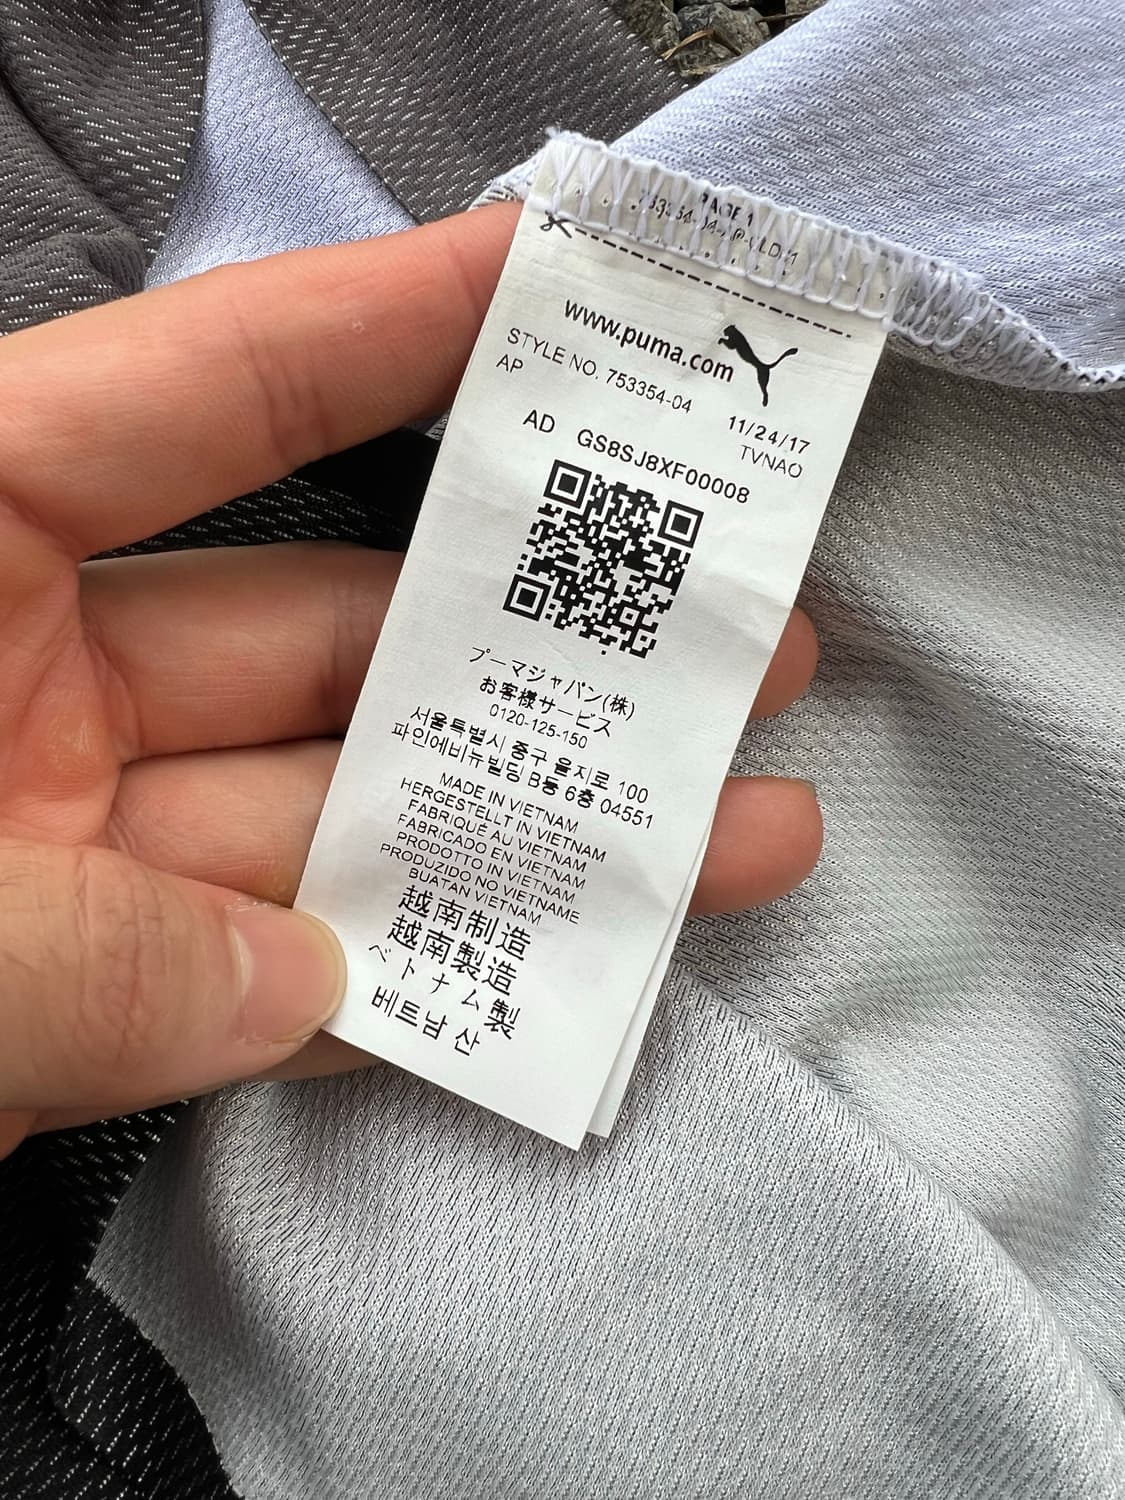 PAGE 1
www.puma.com
STYLE NO. 753354-04
AP
11/24/17
TVNAO
AD GS8SJ8XF00008
プーマジャパン(株)
お客様サービス
0120-125-150
서울특별시 중구 을지로 100
파인에비뉴빌딩 B동 6층 04551
MADE IN VIETNAM
HERGESTELLT IN VIETNAM
FABRIQUÉ AU VIETNAM
FABRICADO EN VIETNAM
PRODOTTO IN VIETNAM
PRODUZIDO NO VIETNAME
BUATAN VIETNAM
越南制造
越南製造
ベトナム製
베트남 산